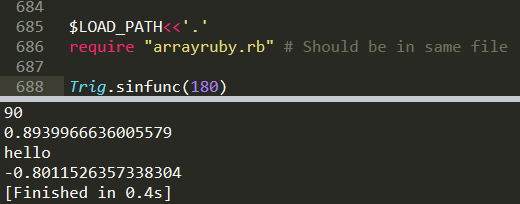 684
685 $LOAD_PATH<<'.'
686 require "arrayruby.rb" # Should be in same file
687
688 Trig.sinfunc(180)
90
0.8939966636005579
hello
-0.8011526357338304
[Finished in 0.4s]